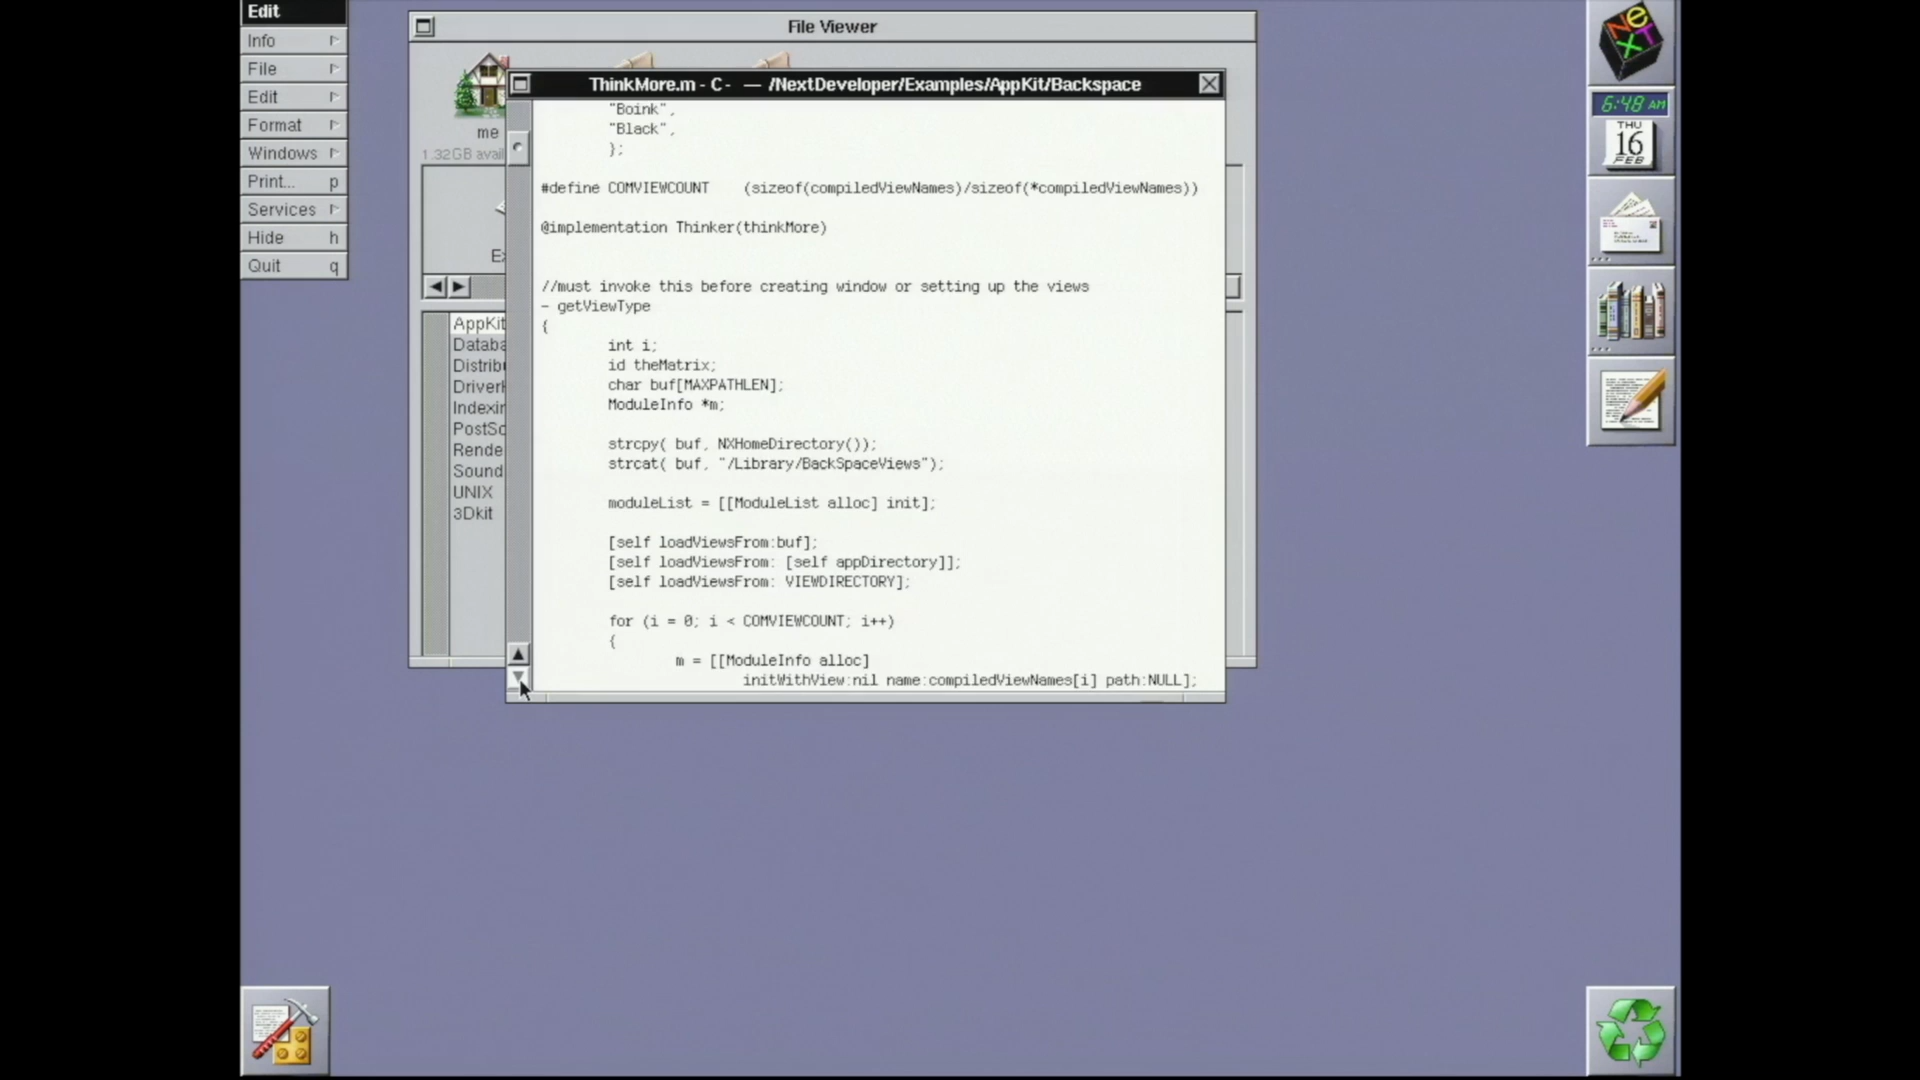 Edit
Info
File
Edit
Format
Windows
Print... p
Services
Hide h
Quit q
File Viewer
me
1.32GB avail
AppKit
UNIX
3Dkit
Sound
ThinkMore.m - C - — /NextDeveloper/Examples/AppKit/Backspace
"Boink",
"Black",
};
#define COMVIEWCOUNT (sizeof(compiledViewNames)/sizeof(*compiledViewNames))
@implementation Thinker(thinkMore)
//must invoke this before creating window or setting up the views
- getViewType
{
int i;
id theMatrix;
char buf[MAXPATHLEN];
ModuleInfo *m;
strcpy( buf, NXHomeDirectory());
strcat( buf, "/Library/BackSpaceViews");
moduleList = [[ModuleList alloc] init];
[self loadViewsFrom:buf];
[self loadViewsFrom: [self appDirectory]];
[self loadViewsFrom: VIEWDIRECTORY];
for (i = 0; i < COMVIEWCOUNT; i++)
{
m = [[ModuleInfo alloc]
initWithView:nil name:compiledViewNames[i] path:NULL];
NeXT
6:48 AM
THU
16
FEB